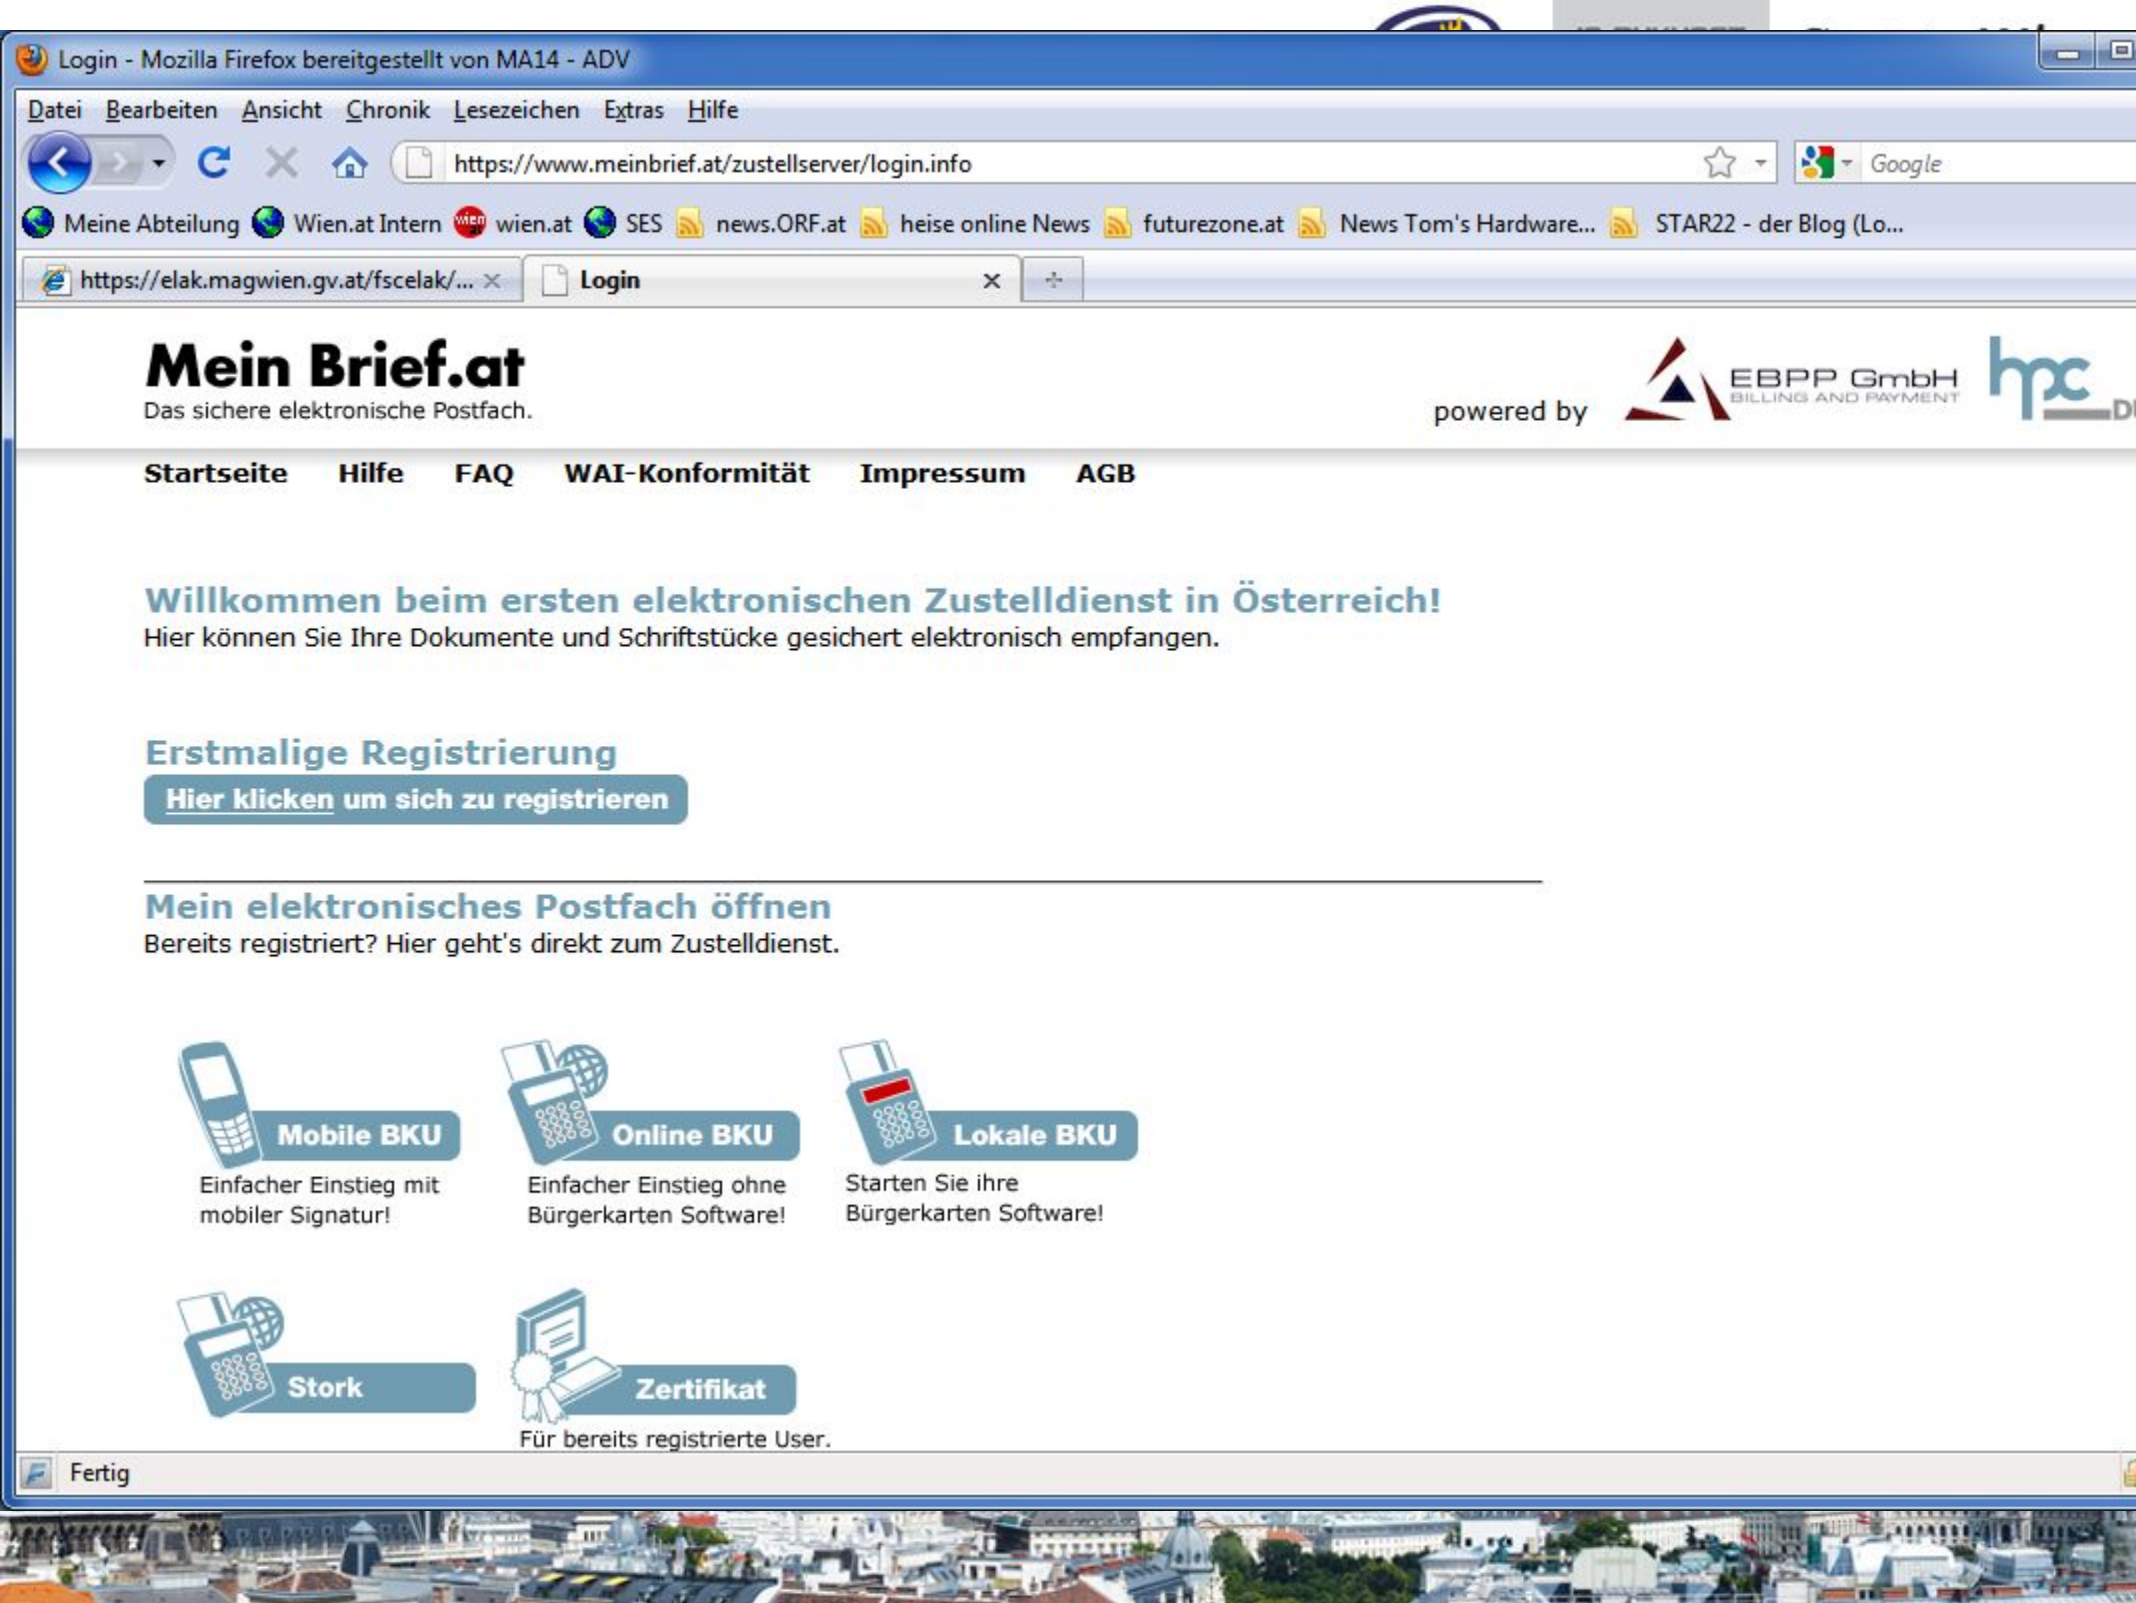 Login - Mozilla Firefox bereitgestellt von MA14 - ADV
Datei Bearbeiten Ansicht Chronik Lesezeichen Extras Hilfe
https://www.meinbrief.at/zustellserver/login.info Google
Meine Abteilung Wien.at Intern wien.at SES news.ORF.at heise online News futurezone.at News Tom's Hardware... STAR22 - der Blog (Lo...
https://elak.magwien.gv.at/fscelak/... Login
Mein Brief.at
Das sichere elektronische Postfach.
powered by
EBPP GmbH
BILLING AND PAYMENT
hpc
Startseite Hilfe FAQ WAI-Konformität Impressum AGB
Willkommen beim ersten elektronischen Zustelldienst in Österreich!
Hier können Sie Ihre Dokumente und Schriftstücke gesichert elektronisch empfangen.
Erstmalige Registrierung
Hier klicken um sich zu registrieren
Mein elektronisches Postfach öffnen
Bereits registriert? Hier geht's direkt zum Zustelldienst.
Mobile BKU
Einfacher Einstieg mit
mobiler Signatur!
Online BKU
Einfacher Einstieg ohne
Bürgerkarten Software!
Lokale BKU
Starten Sie ihre
Bürgerkarten Software!
Stork
Zertifikat
Für bereits registrierte User.
Fertig